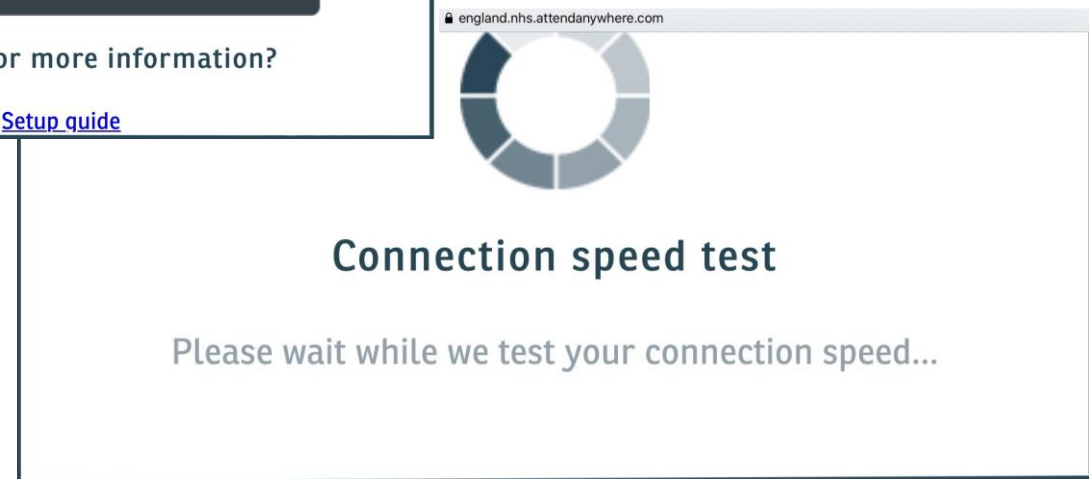 england.nhs.attendanywhere.com
or more information?
Setup guide
Connection speed test
Please wait while we test your connection speed...